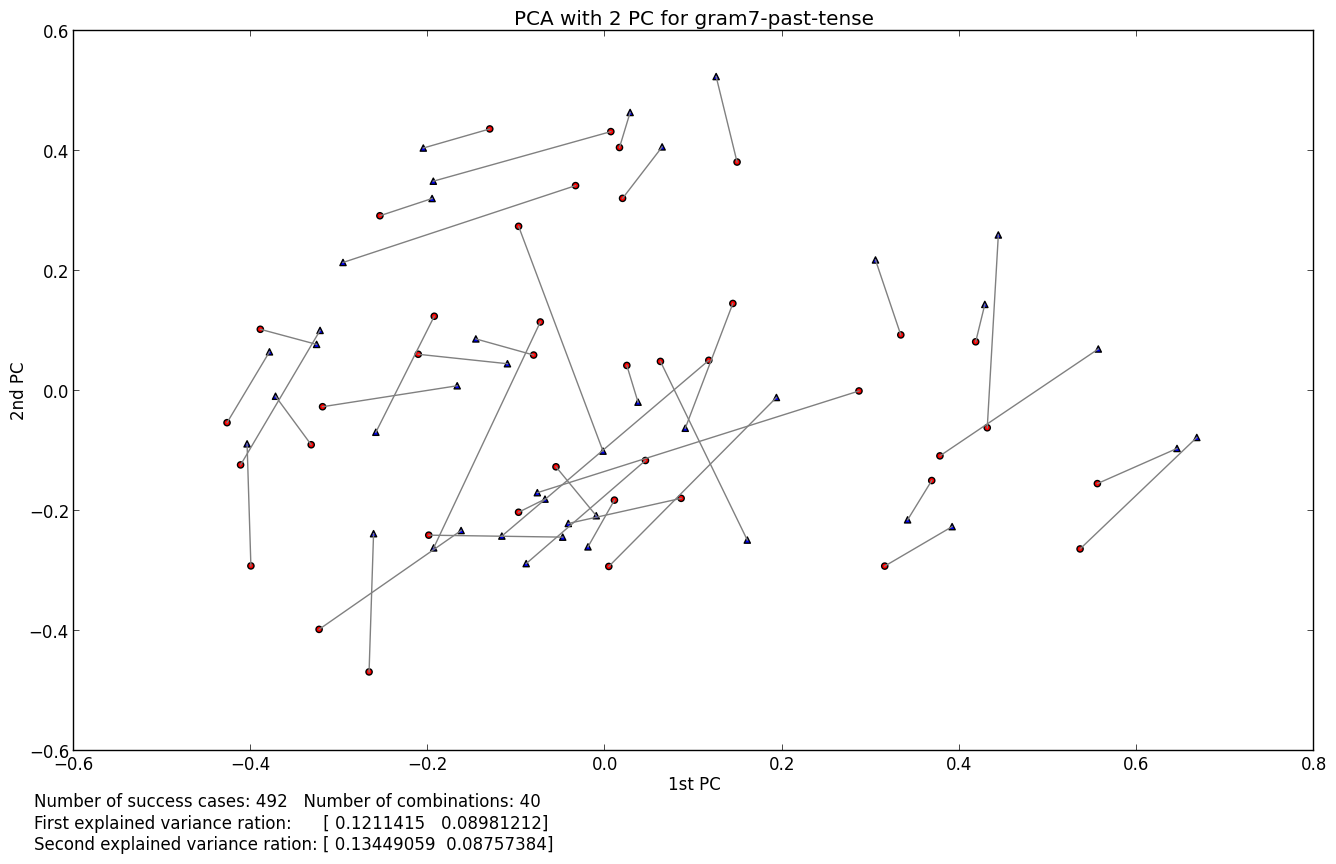 PCA with 2 PC for gram7-past-tense
0.6
0.4
0.2
0.0
−0.2
−0.4
−0.6
2nd PC
−0.6 −0.4 −0.2 0.0 0.2 0.4 0.6 0.8
1st PC
Number of success cases: 492   Number of combinations: 40
First explained variance ration:      [ 0.1211415   0.08981212]
Second explained variance ration: [ 0.13449059  0.08757384]